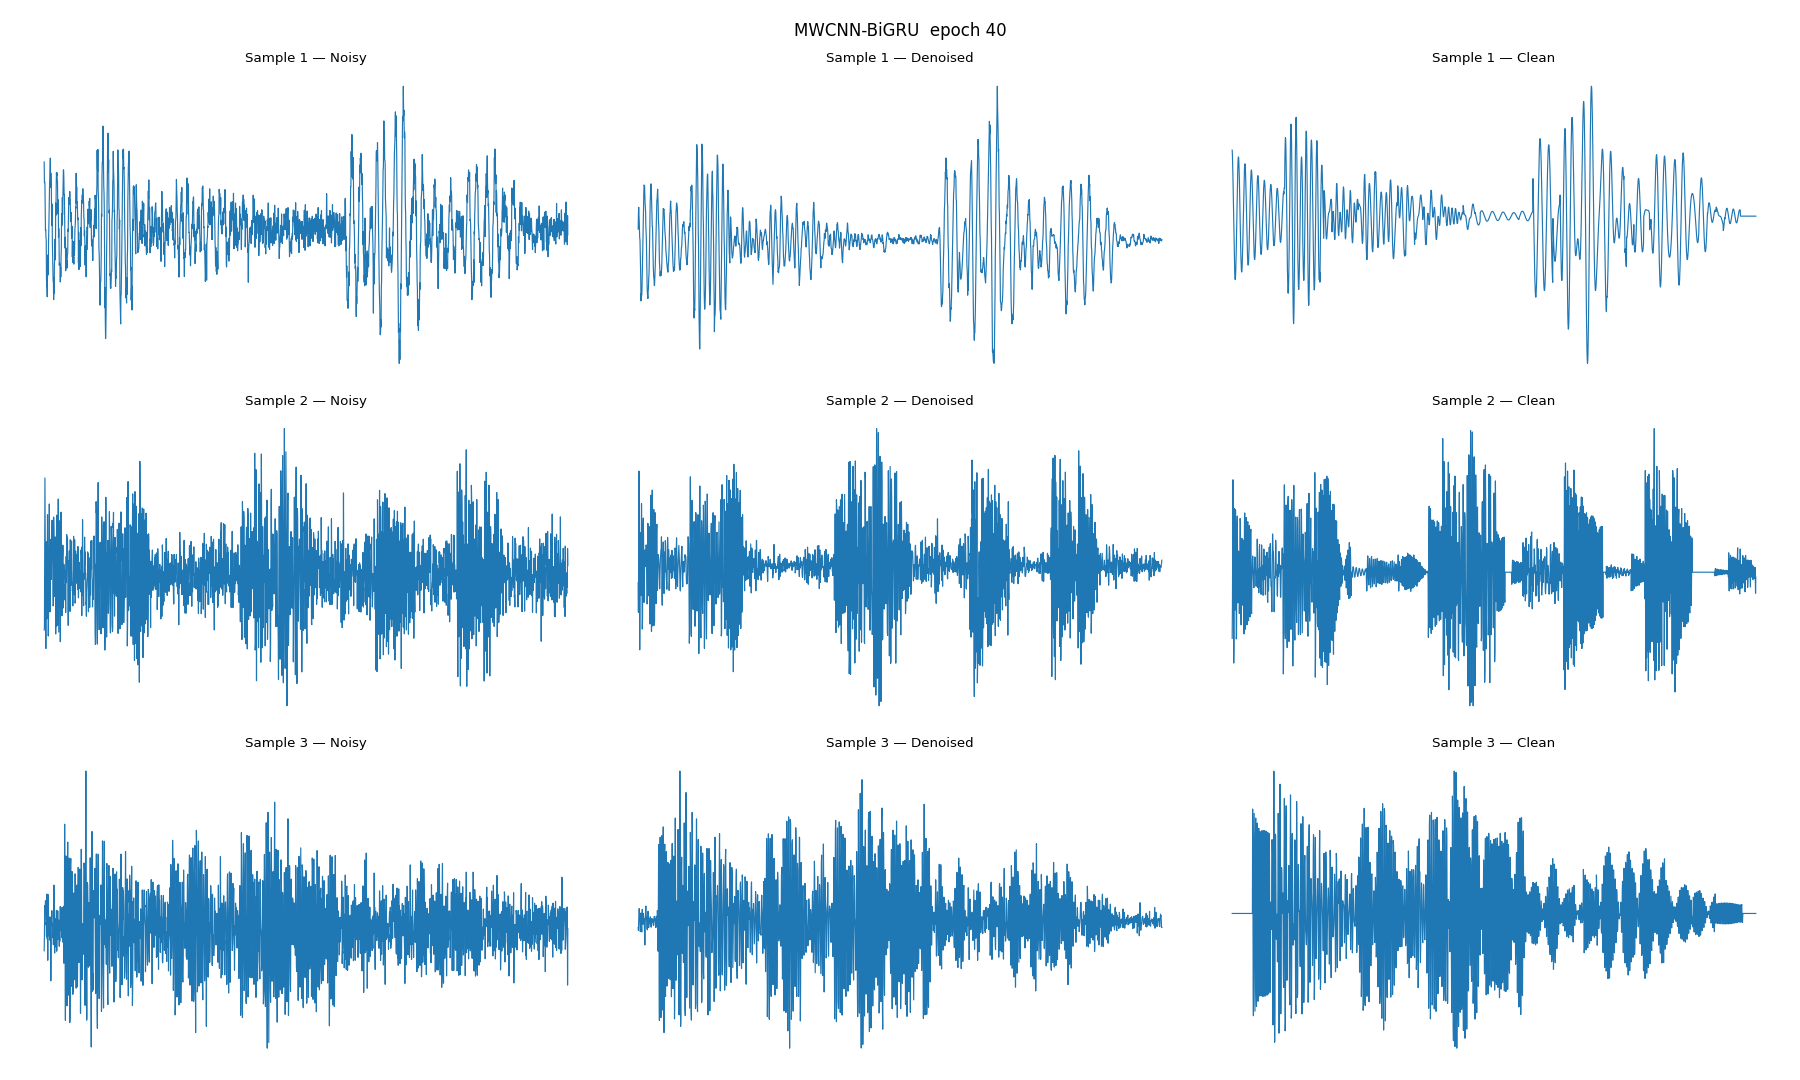 MWCNN-BiGRU  epoch 40
Sample 1 — Noisy
Sample 1 — Denoised
Sample 1 — Clean
Sample 2 — Noisy
Sample 2 — Denoised
Sample 2 — Clean
Sample 3 — Noisy
Sample 3 — Denoised
Sample 3 — Clean